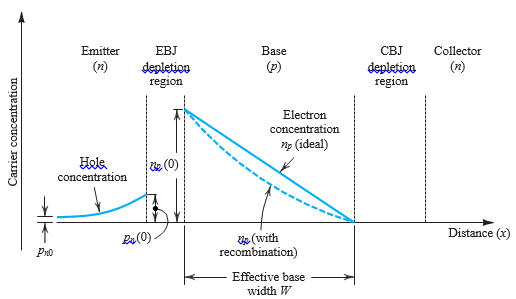 Emitter
(n)
EBJ
depletion
region
Base
(p)
CBJ
depletion
region
Collector
(n)
Carrier concentration
Electron
concentration
np (ideal)
Hole
concentration
np (0)
pn(0)
pn0
np (with
recombination)
Distance (x)
Effective base
width W